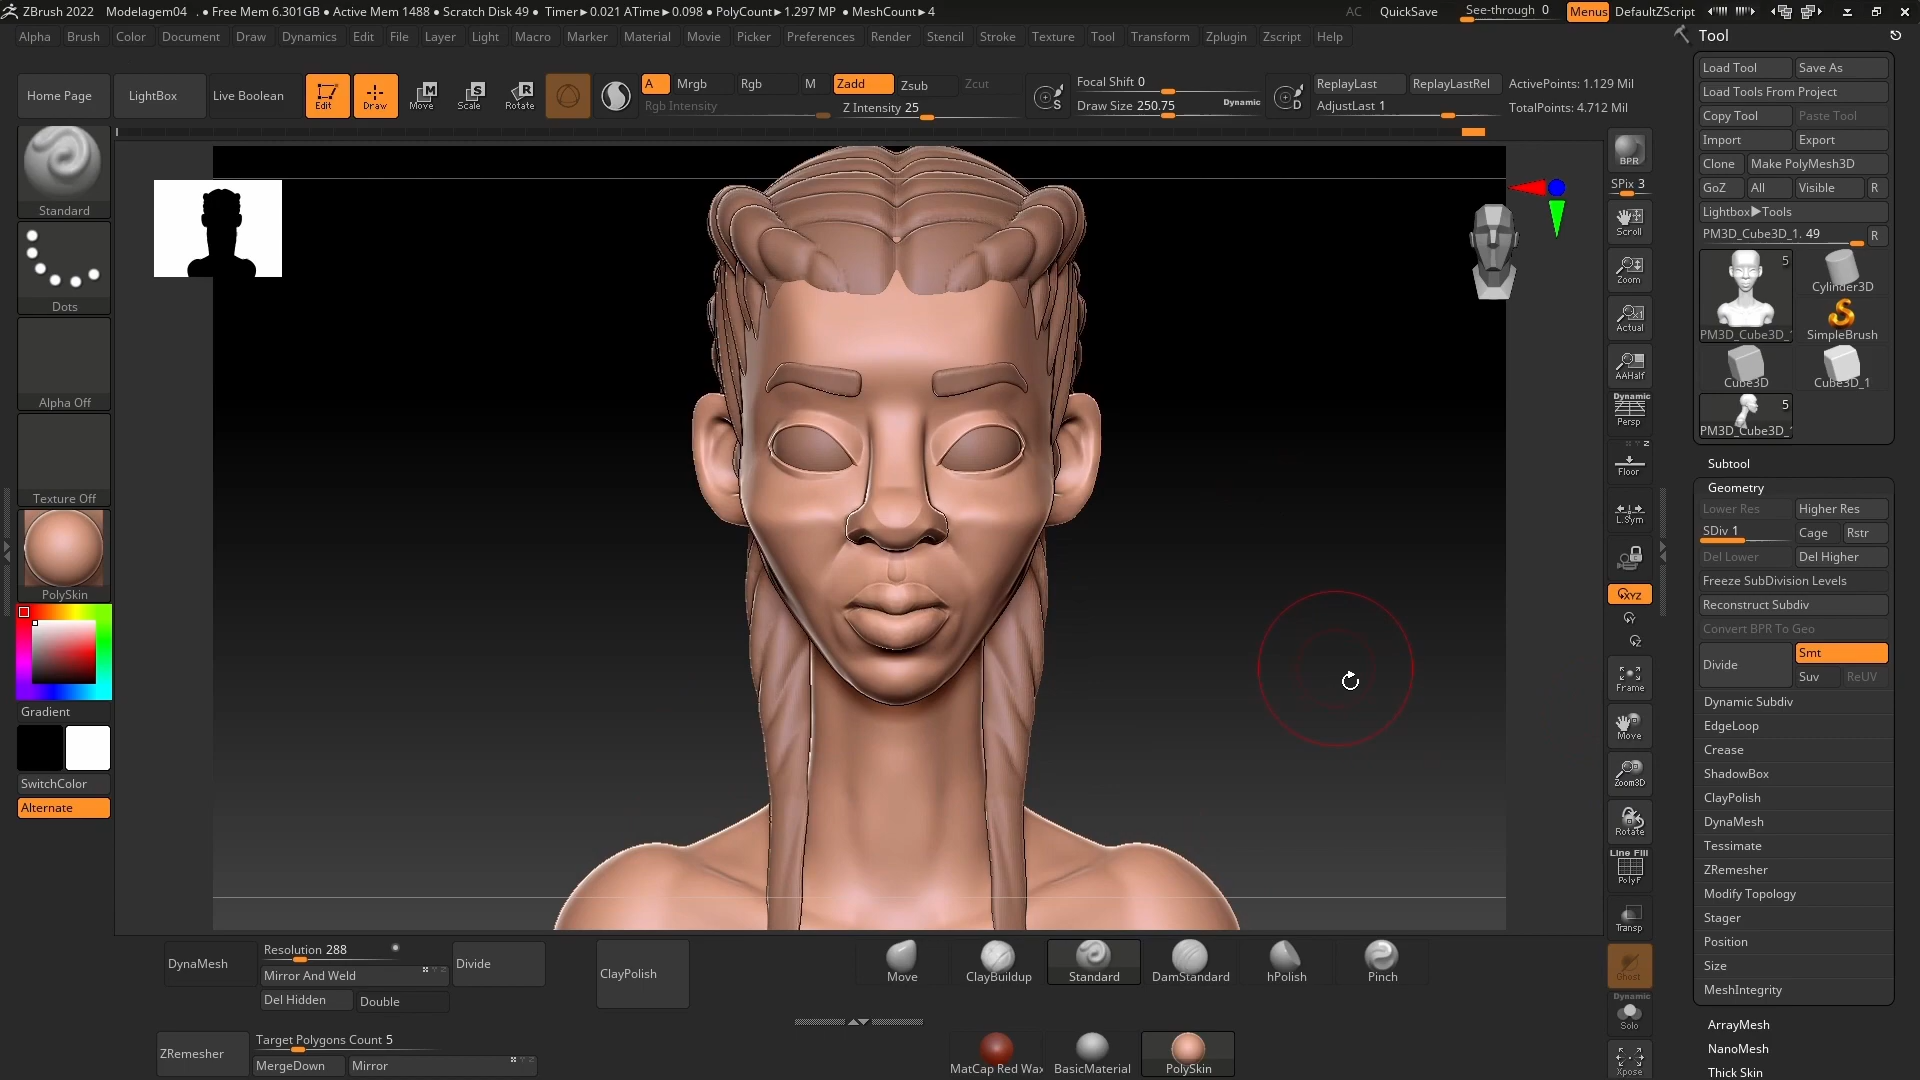 ZBrush 2022 Modelagem04 . • Free Mem 6.301GB • Active Mem 1488 • Scratch Disk 49 • Timer▶0.021 ATime▶0.098 • PolyCount▶1.297 MP • MeshCount▶4 AC QuickSave See-through 0 Menus DefaultZScript
Alpha Brush Color Document Draw Dynamics Edit File Layer Light Macro Marker Material Movie Picker Preferences Render Stencil Stroke Texture Tool Transform Zplugin Zscript Help
Home Page LightBox Live Boolean Edit Draw Move Scale Rotate
A Mrgb Rgb M Zadd Zsub Zcut
Rgb Intensity Z Intensity 25
Focal Shift 0
Draw Size 250.75 Dynamic
ReplayLast ReplayLastRel ActivePoints: 1.129 Mil
AdjustLast 1 TotalPoints: 4.712 Mil
Standard
Dots
Alpha Off
Texture Off
PolySkin
Gradient
SwitchColor
Alternate
BPR
SPix 3
Scroll
Zoom
Actual
AAHalf
Dynamic
Persp
Floor
L.Sym
XYZ
Frame
Move
Zoom3D
Rotate
Line Fill
PolyF
Transp
Ghost
Dynamic
Solo
Xpose
Tool
Load Tool Save As
Load Tools From Project
Copy Tool Paste Tool
Import Export
Clone Make PolyMesh3D
GoZ All Visible R
Lightbox▶Tools
PM3D_Cube3D_1. 49 R
5
Cylinder3D
PM3D_Cube3D_ SimpleBrush
Cube3D Cube3D_1
5
PM3D_Cube3D_
Subtool
Geometry
Lower Res Higher Res
SDiv 1 Cage Rstr
Del Lower Del Higher
Freeze SubDivision Levels
Reconstruct Subdiv
Convert BPR To Geo
Divide Smt
Suv ReUV
Dynamic Subdiv
EdgeLoop
Crease
ShadowBox
ClayPolish
DynaMesh
Tessimate
ZRemesher
Modify Topology
Stager
Position
Size
MeshIntegrity
ArrayMesh
NanoMesh
Thick Skin
DynaMesh Resolution 288 Divide
Mirror And Weld
Del Hidden Double
ClayPolish
Move ClayBuildup Standard DamStandard hPolish Pinch
ZRemesher Target Polygons Count 5
MergeDown Mirror
MatCap Red Wax BasicMaterial PolySkin